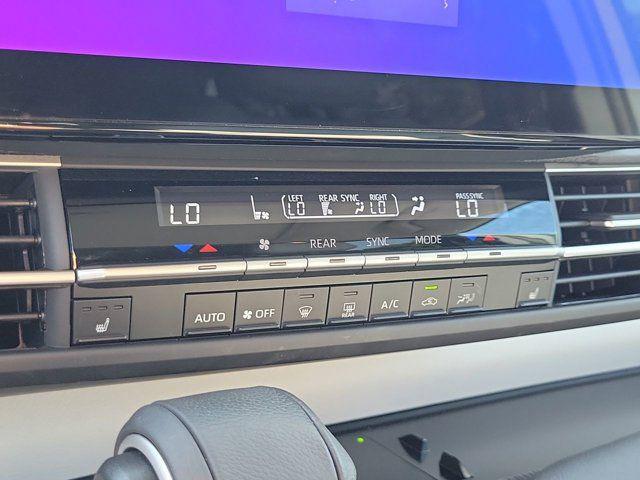 LEFT REAR SYNC RIGHT PASS SYNC
LO LO LO LO
REAR SYNC MODE
AUTO OFF REAR A/C